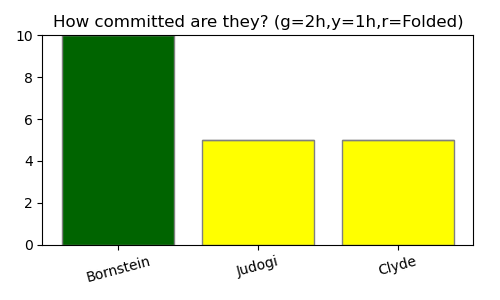 How committed are they? (g=2h,y=1h,r=Folded)
10
8
6
4
2
0
Bornstein
Judogi
Clyde